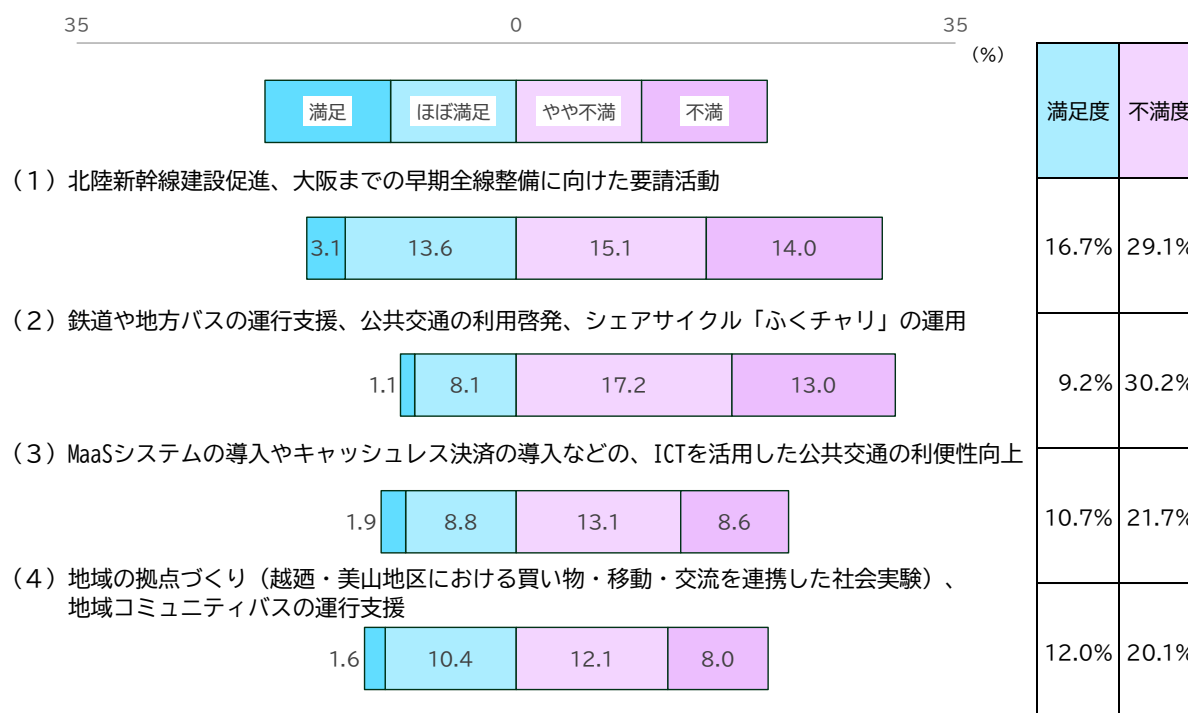 35 0 35
(%)
満足 ほぼ満足 やや不満 不満
満足度 不満度
(1)北陸新幹線建設促進、大阪までの早期全線整備に向けた要請活動
3.1 13.6 15.1 14.0
16.7% 29.1%
(2)鉄道や地方バスの運行支援、公共交通の利用啓発、シェアサイクル「ふくチャリ」の運用
1.1 8.1 17.2 13.0
9.2% 30.2%
(3)MaaSシステムの導入やキャッシュレス決済の導入などの、ICTを活用した公共交通の利便性向上
1.9 8.8 13.1 8.6
10.7% 21.7%
(4)地域の拠点づくり(越廼・美山地区における買い物・移動・交流を連携した社会実験)、
地域コミュニティバスの運行支援
1.6 10.4 12.1 8.0
12.0% 20.1%